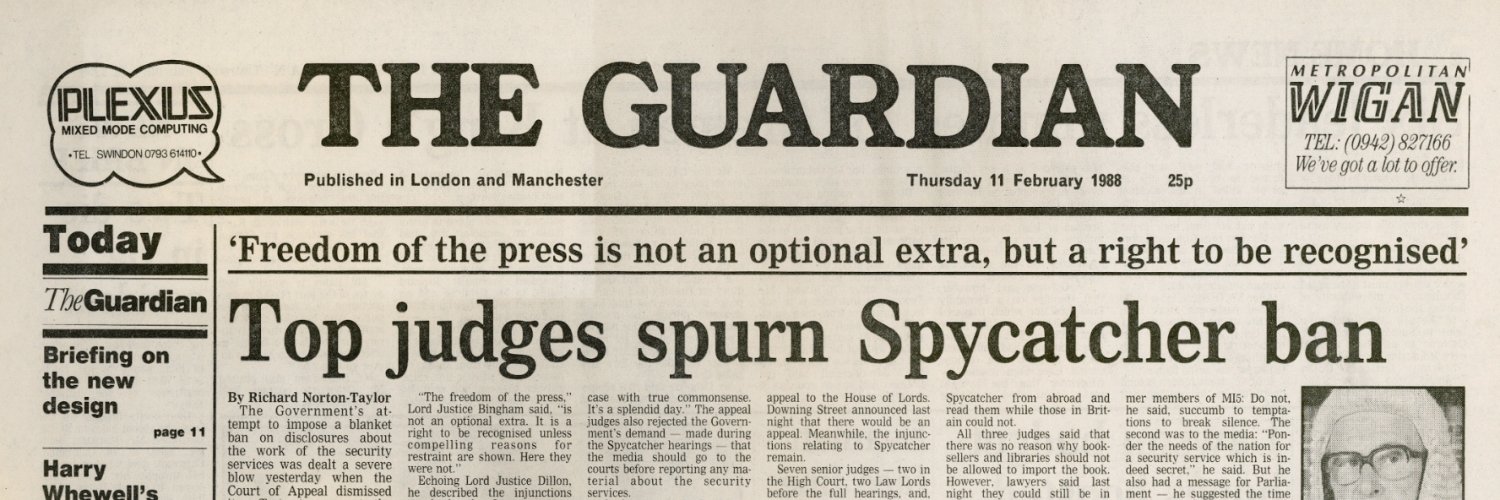 PLEXUS
MIXED MODE COMPUTING
•TEL. SWINDON 0793 614110•
THE GUARDIAN
Published in London and Manchester
Thursday 11 February 1988
25p
METROPOLITAN
WIGAN
TEL: (0942) 827166
We've got a lot to offer.
Today
The Guardian
Briefing on
the new
design
page 11
Harry
Whewell's
‘Freedom of the press is not an optional extra, but a right to be recognised’
Top judges spurn Spycatcher ban
By Richard Norton-Taylor
The Government's at-
tempt to impose a blanket
ban on disclosures about
the work of the security
services was dealt a severe
blow yesterday when the
Court of Appeal dismissed
“The freedom of the press,”
Lord Justice Bingham said, “is
not an optional extra. It is a
right to be recognised unless
compelling reasons for
restraint are shown. Here they
were not.”
Echoing Lord Justice Dillon,
he described the injunctions
case with true commonsense.
It's a splendid day.” The appeal
judges also rejected the Govern-
ment's demand — made during
the Spycatcher hearings — that
the media should go to the
courts before reporting any ma-
terial about the security
services.
appeal to the House of Lords.
Downing Street announced last
night that there would be an
appeal. Meanwhile, the injunc-
tions relating to Spycatcher
remain.
Seven senior judges — two in
the High Court, two Law Lords
before the full hearings, and,
Spycatcher from abroad and
read them while those in Brit-
ain could not.
All three judges said that
there was no reason why book-
sellers and libraries should not
be allowed to import the book.
However, lawyers said last
night they could still be in
mer members of MI5: Do not,
he said, succumb to tempta-
tions to break silence. The
second was to the media: “Pon-
der the needs of the nation for
a security service which is in-
deed secret,” he said. But he
also had a message for Parlia-
ment — he suggested the time